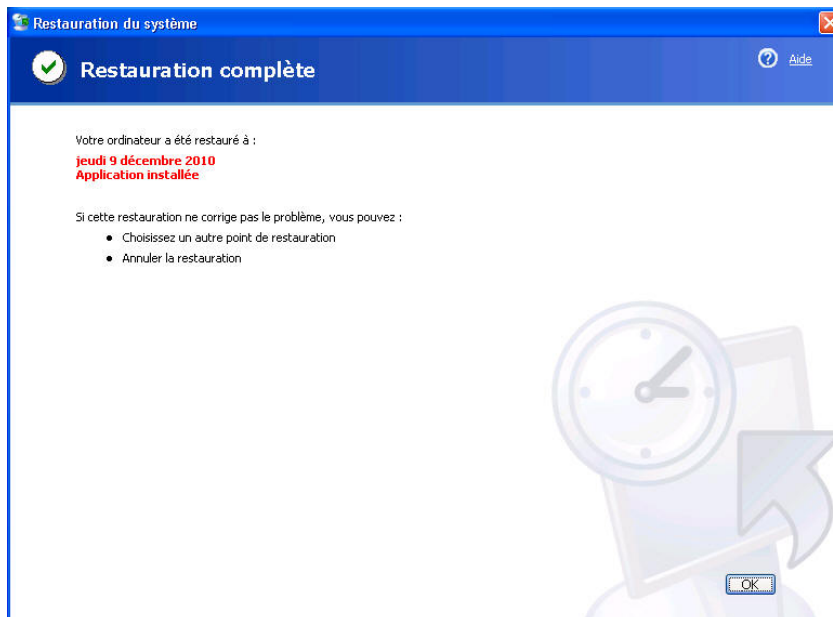 Restauration du système
Restauration complète
Aide
Votre ordinateur a été restauré à :
jeudi 9 décembre 2010
Application installée
Si cette restauration ne corrige pas le problème, vous pouvez :
Choisissez un autre point de restauration
Annuler la restauration
OK